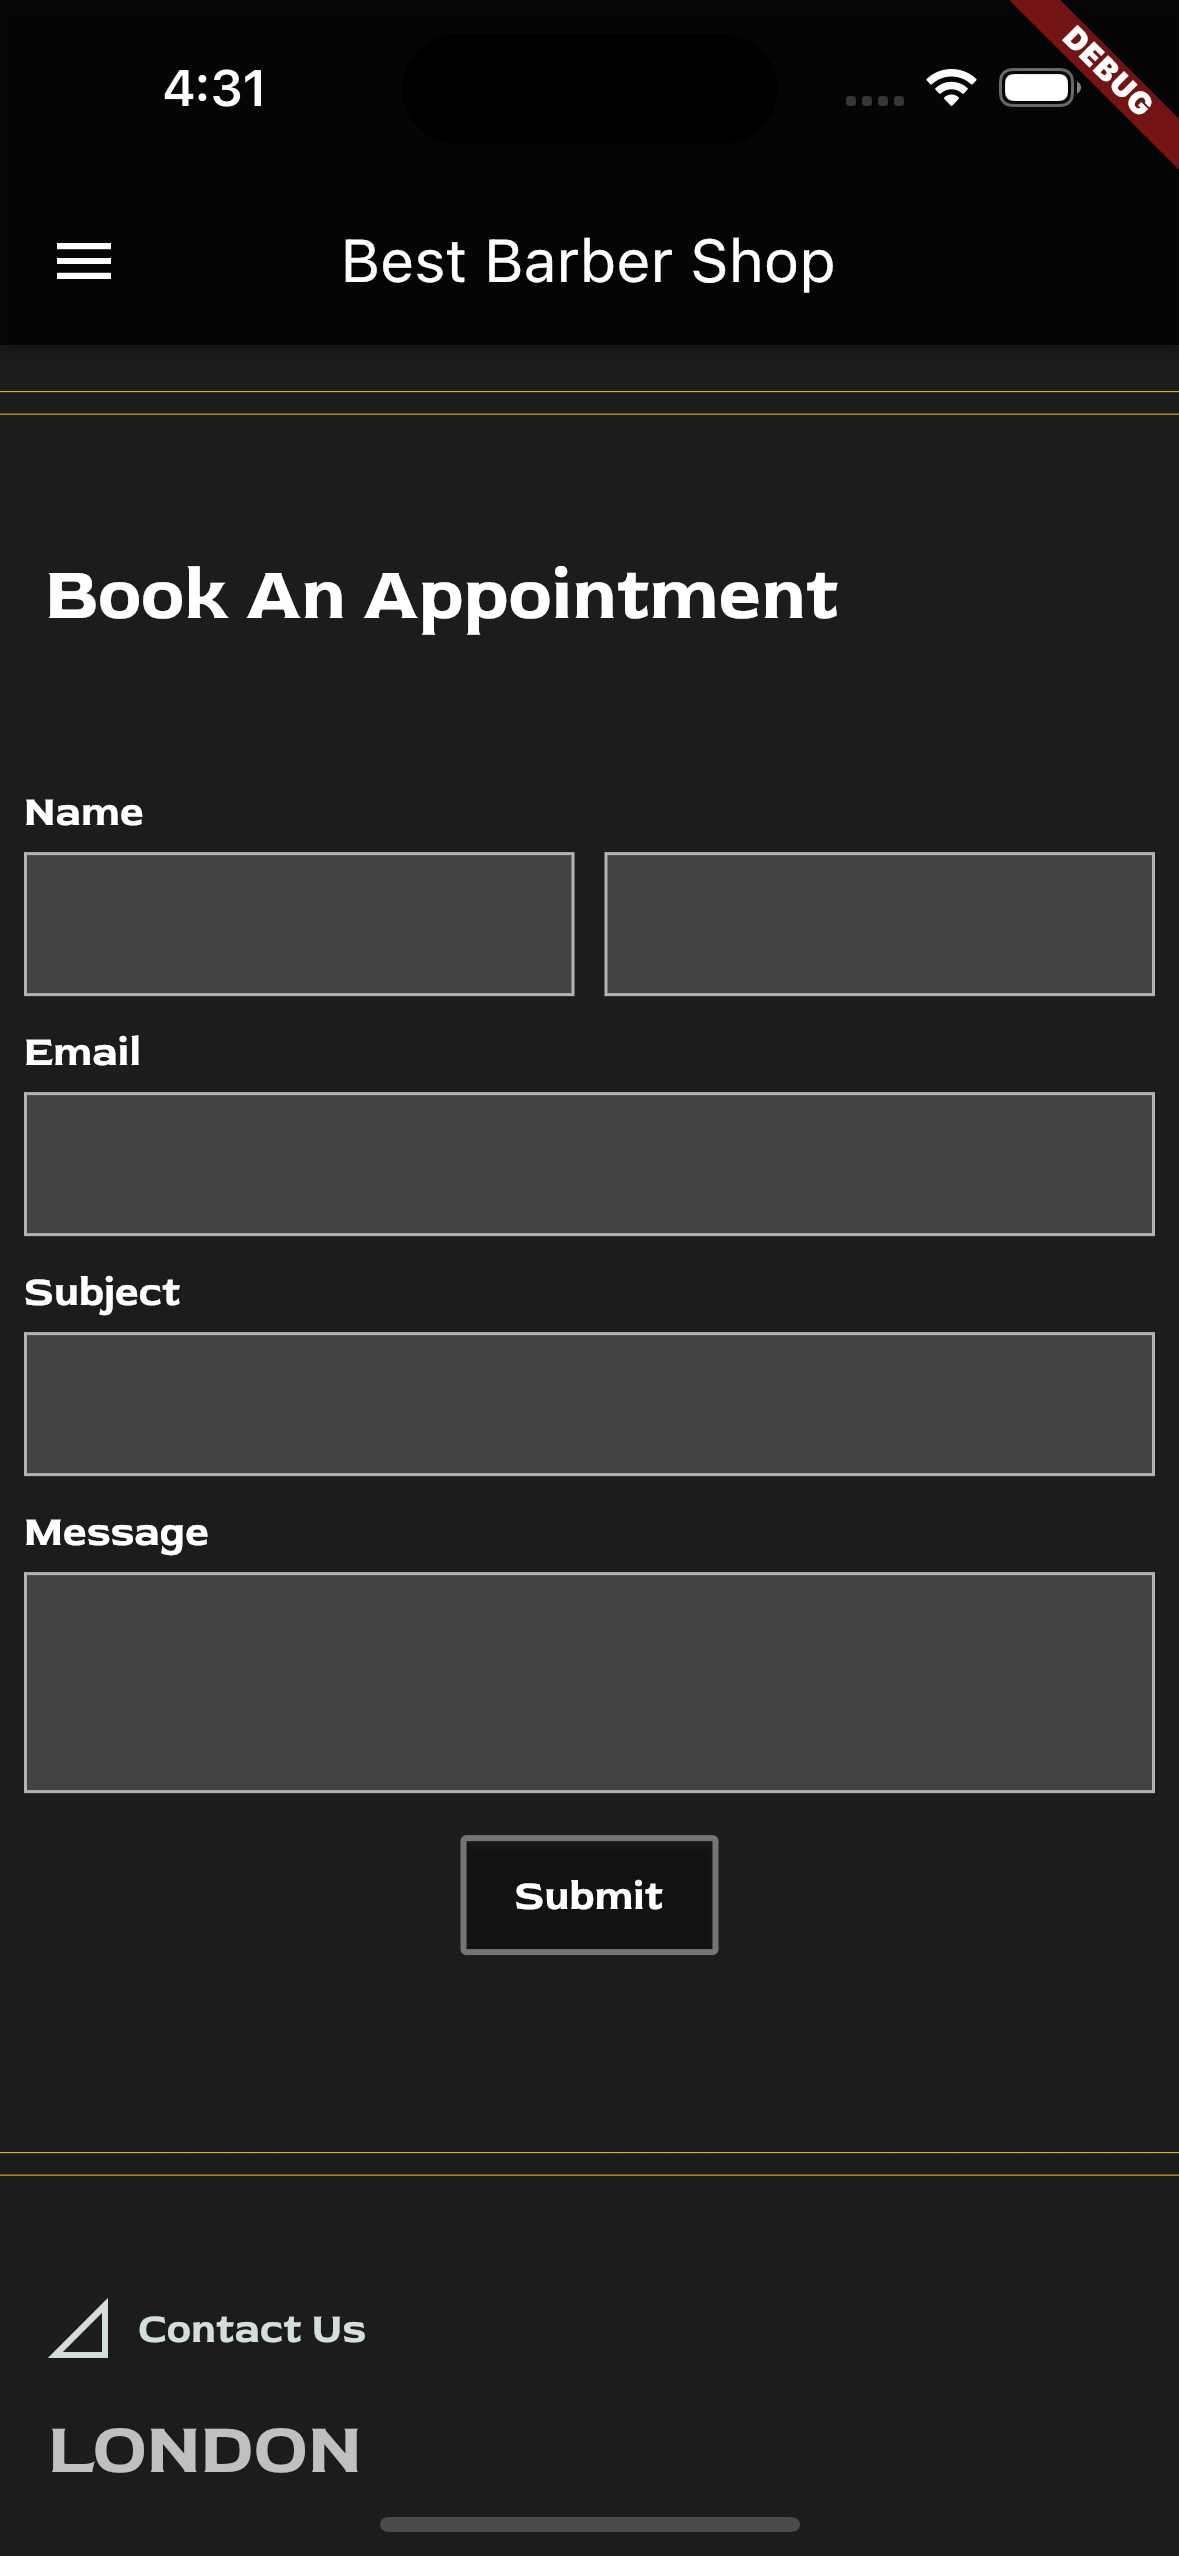 4:31
DEBUG
Best Barber Shop
Book An Appointment
Name
Email
Subject
Message
Submit
Contact Us
LONDON